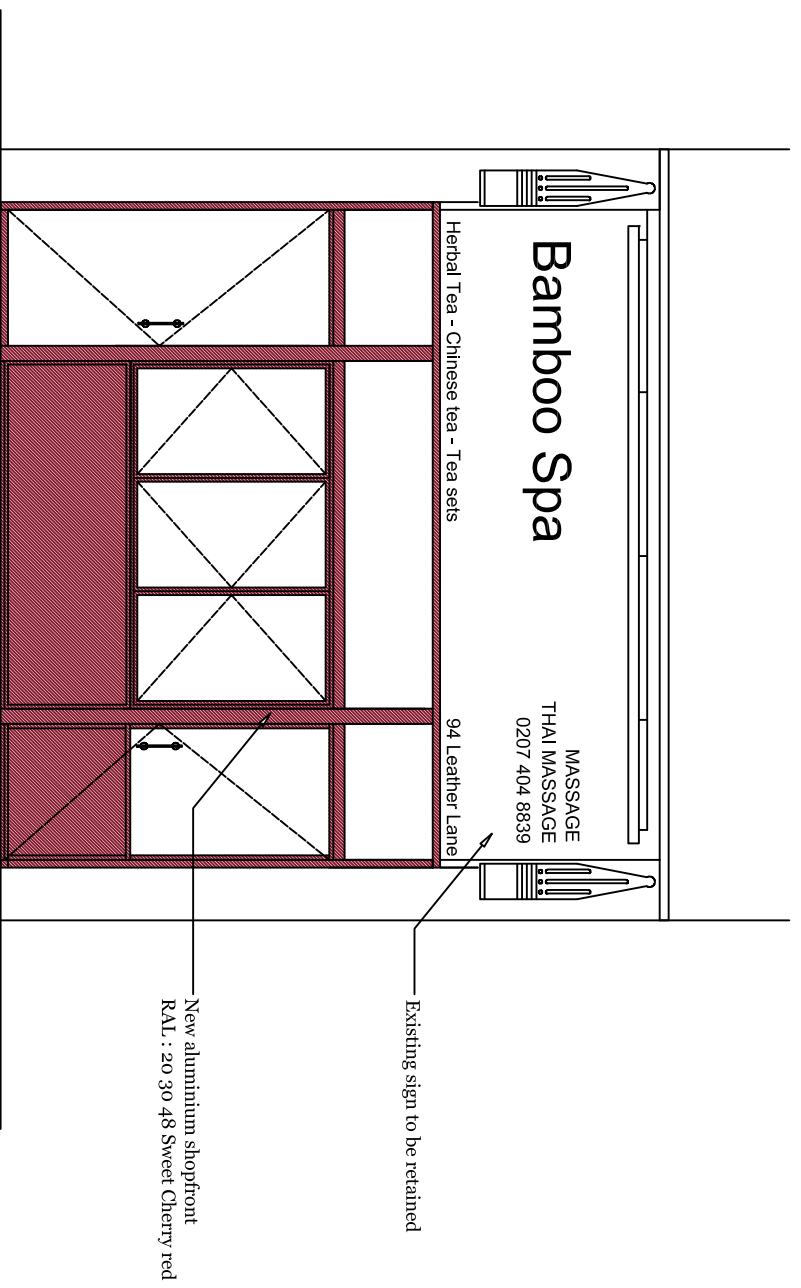 Bamboo Spa
MASSAGE
THAI MASSAGE
0207 404 8839
Herbal Tea - Chinese tea - Tea sets
94 Leather Lane
Existing sign to be retained
New aluminium shopfront
RAL : 20 30 48 Sweet Cherry red